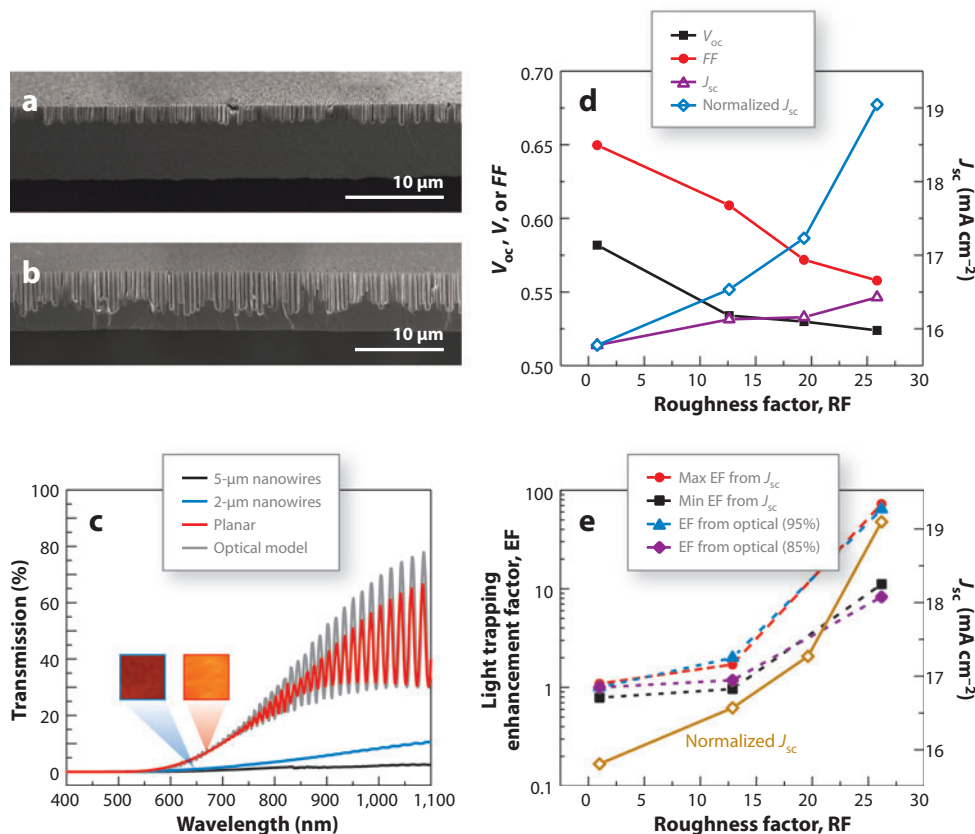 a
10 µm
b
10 µm
V_oc
FF
J_sc
Normalized J_sc
d
0.70
0.65
0.60
0.55
0.50
V_oc, V, or FF
19
18
17
16
J_sc (mA cm⁻²)
0 5 10 15 20 25 30
Roughness factor, RF
5-µm nanowires
2-µm nanowires
Planar
Optical model
c
100
80
60
40
20
0
Transmission (%)
400 500 600 700 800 900 1,000 1,100
Wavelength (nm)
Max EF from J_sc
Min EF from J_sc
EF from optical (95%)
EF from optical (85%)
e
100
10
1
0.1
Light trapping
enhancement factor, EF
Normalized J_sc
19
18
17
16
J_sc (mA cm⁻²)
0 5 10 15 20 25 30
Roughness factor, RF